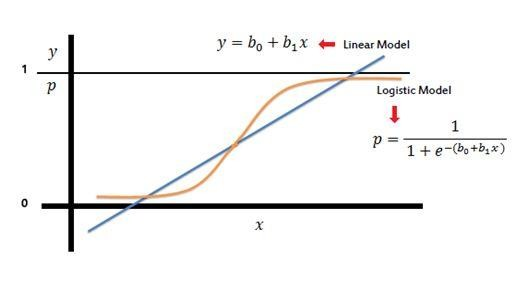 y
y = b₀ + b₁x
Linear Model
1
p
Logistic Model
p = 1 / (1 + e^−(b₀+b₁x))
0
x